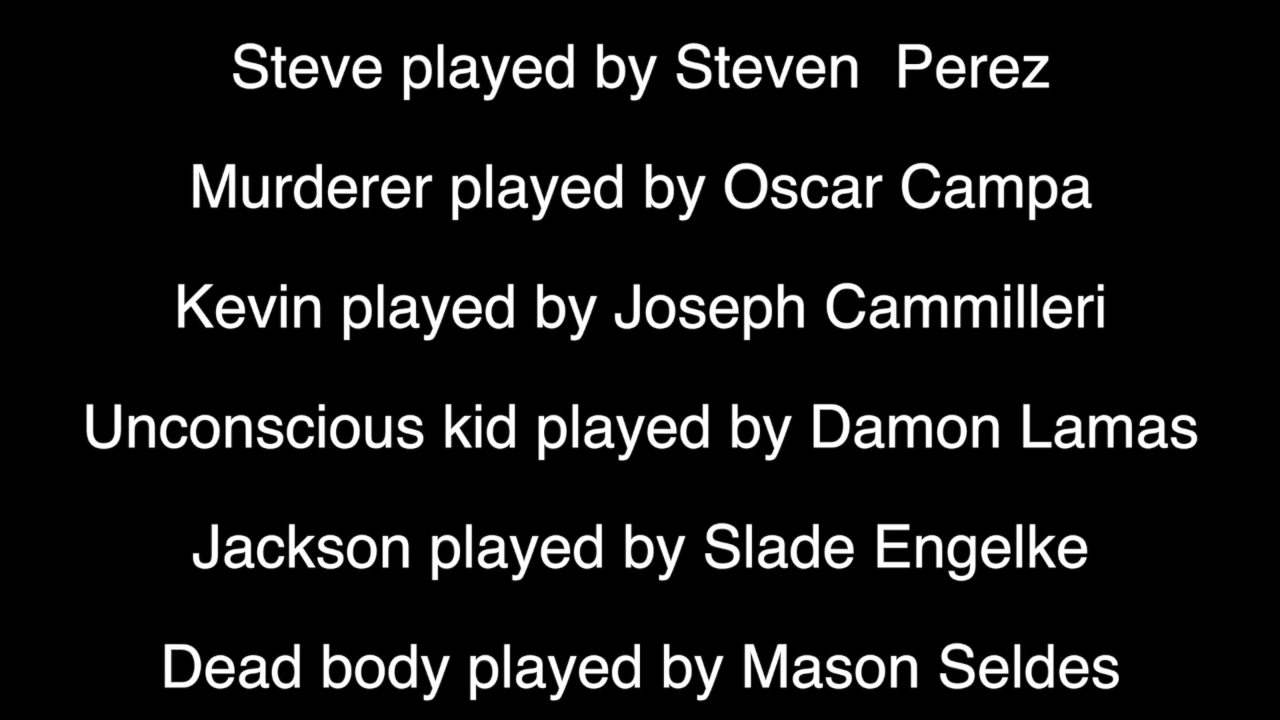 Steve played by Steven  Perez
Murderer played by Oscar Campa
Kevin played by Joseph Cammilleri
Unconscious kid played by Damon Lamas
Jackson played by Slade Engelke
Dead body played by Mason Seldes